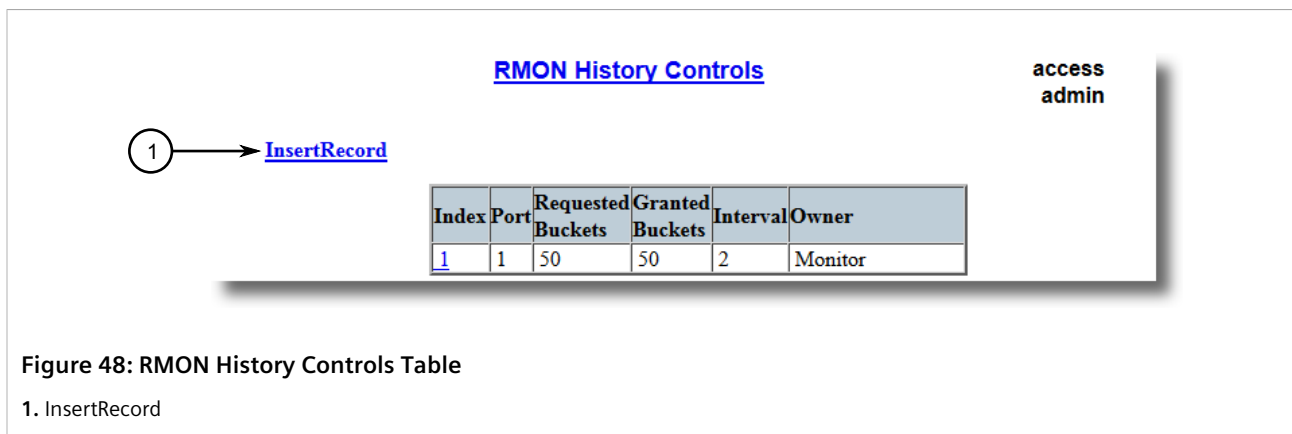 RMON History Controls
access
admin
1
InsertRecord
Index Port Requested Buckets Granted Buckets Interval Owner
1 1 50 50 2 Monitor
Figure 48: RMON History Controls Table
1. InsertRecord